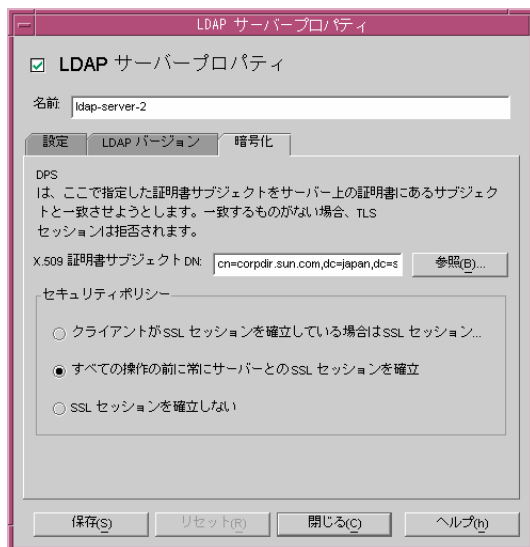 LDAP サーバープロパティ
LDAP サーバープロパティ
名前: ldap-server-2
設定 LDAP バージョン 暗号化
DPS
は、ここで指定した証明書サブジェクトをサーバー上の証明書にあるサブジェク
トと一致させようとします。一致するものがない場合、TLS
セッションは拒否されます。
X.509 証明書サブジェクト DN: cn=corpdir.sun.com,dc=japan,dc=s 参照(B)...
セキュリティポリシー
クライアントがSSL セッションを確立している場合はSSL セッション...
すべての操作の前に常にサーバーとのSSL セッションを確立
SSL セッションを確立しない
保存(S) リセット(R) 閉じる(C) ヘルプ(h)